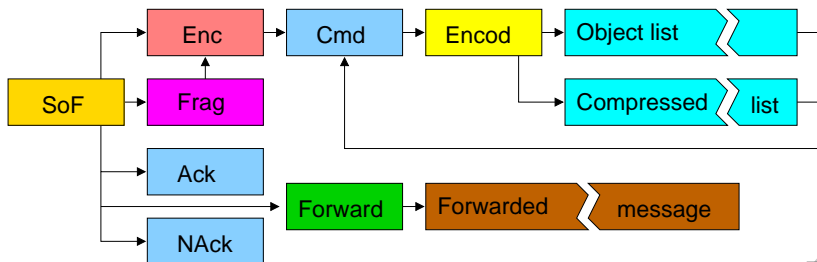 Enc
Cmd
Encod
Object list
SoF
Frag
Compressed list
Ack
Forward
Forwarded message
NAck